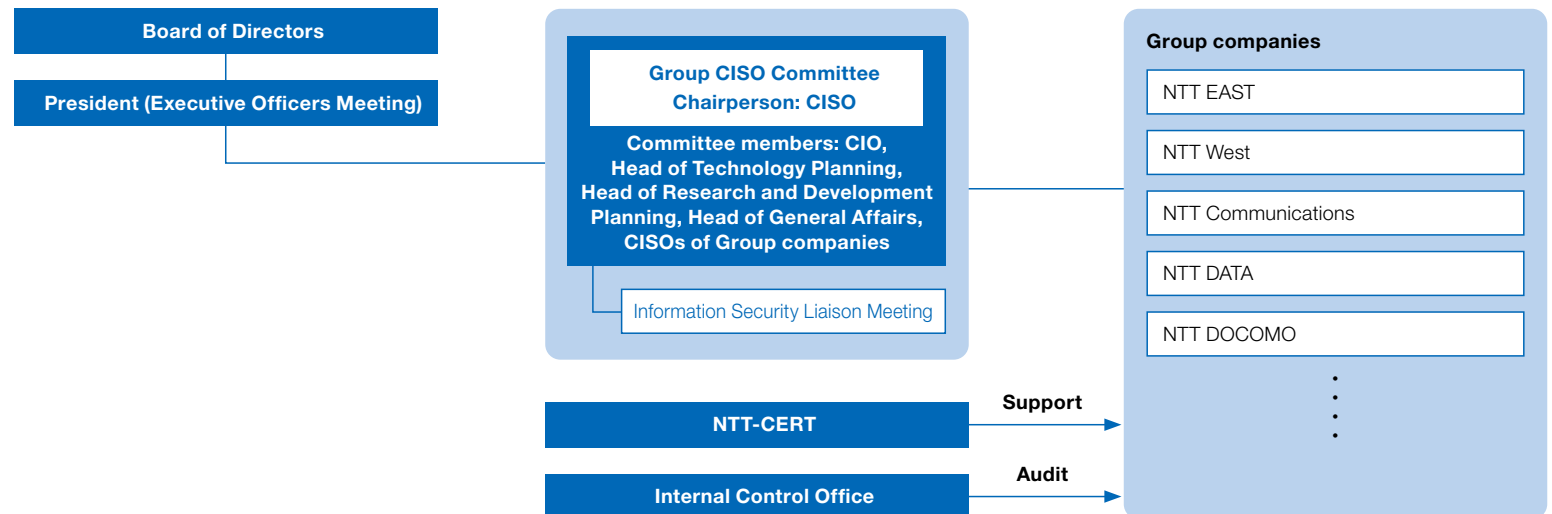 Board of Directors
President (Executive Officers Meeting)
Group CISO Committee
Chairperson: CISO
Committee members: CIO,
Head of Technology Planning,
Head of Research and Development
Planning, Head of General Affairs,
CISOs of Group companies
Information Security Liaison Meeting
NTT-CERT
Support
Internal Control Office
Audit
Group companies
NTT EAST
NTT West
NTT Communications
NTT DATA
NTT DOCOMO